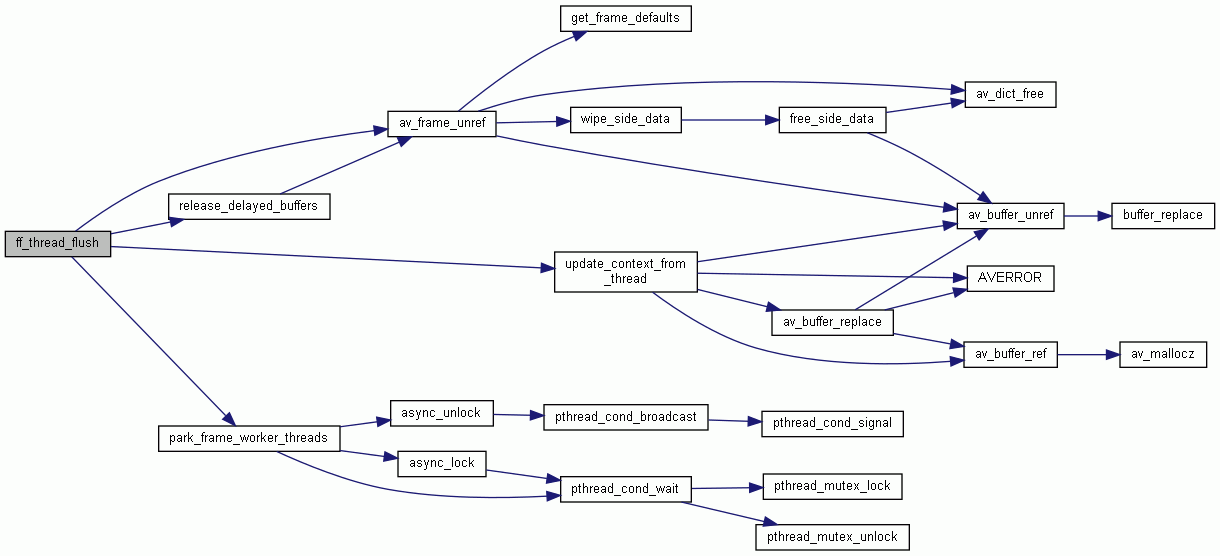 get_frame_defaults
av_dict_free
av_frame_unref
wipe_side_data
free_side_data
release_delayed_buffers
av_buffer_unref
buffer_replace
ff_thread_flush
update_context_from
_thread
AVERROR
av_buffer_replace
av_buffer_ref
av_mallocz
async_unlock
pthread_cond_broadcast
pthread_cond_signal
park_frame_worker_threads
async_lock
pthread_cond_wait
pthread_mutex_lock
pthread_mutex_unlock